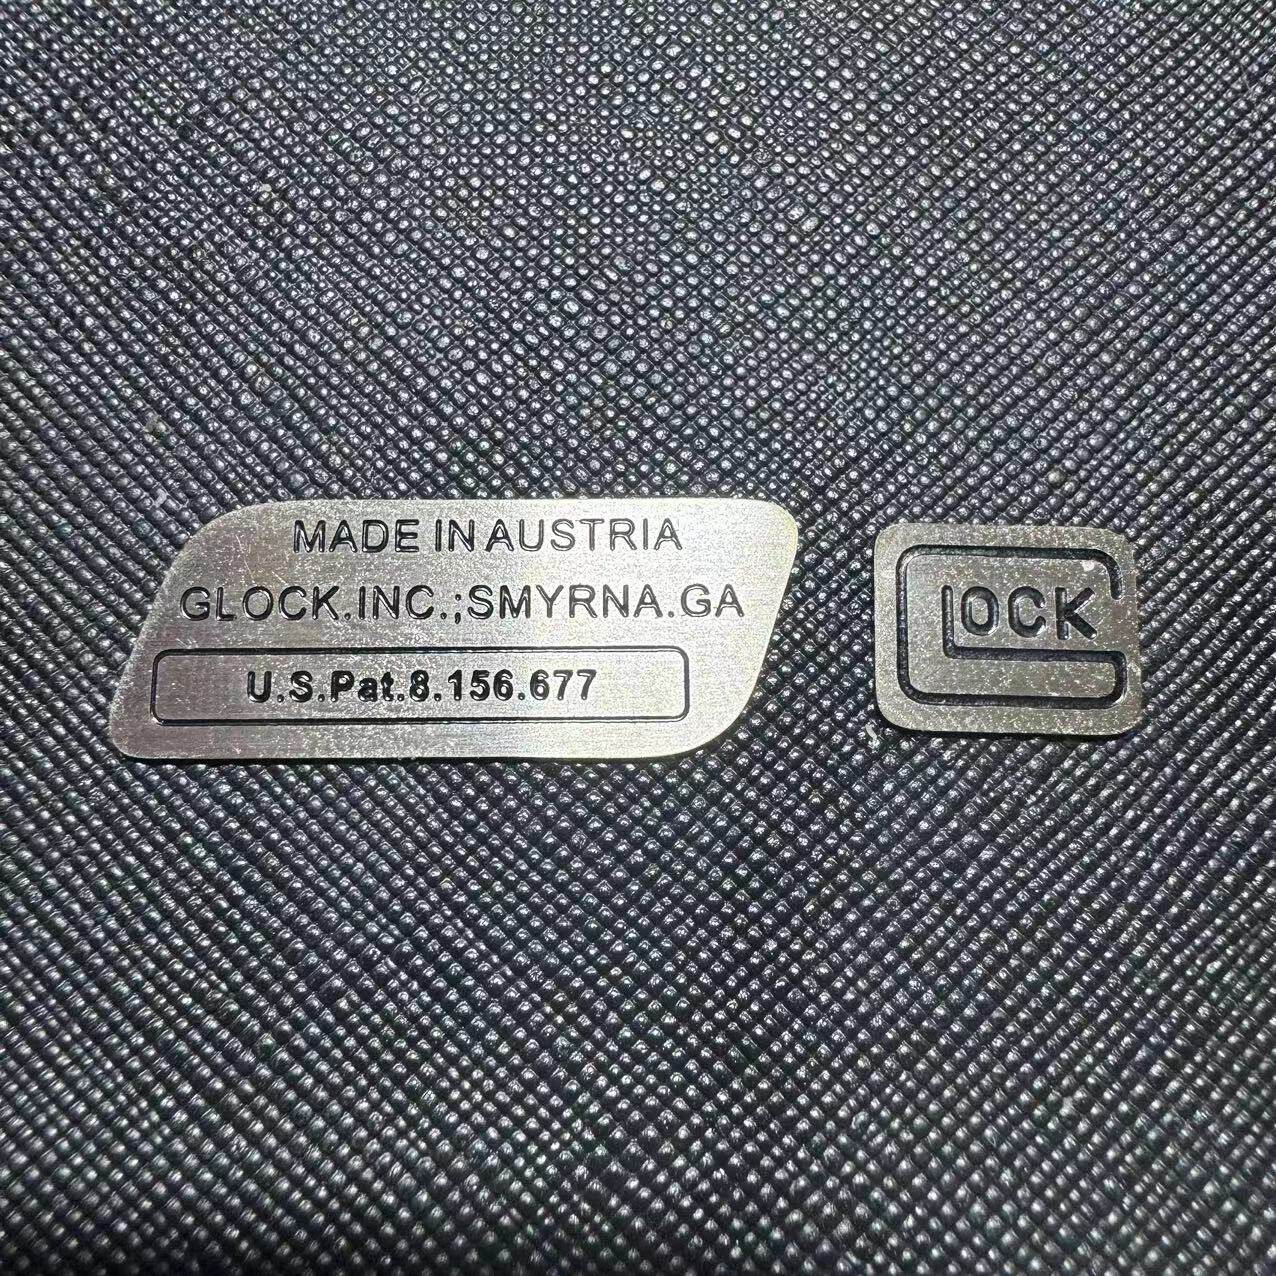 MADE IN AUSTRIA
GLOCK.INC.;SMYRNA.GA
U.S.Pat.8.156.677
GLOCK